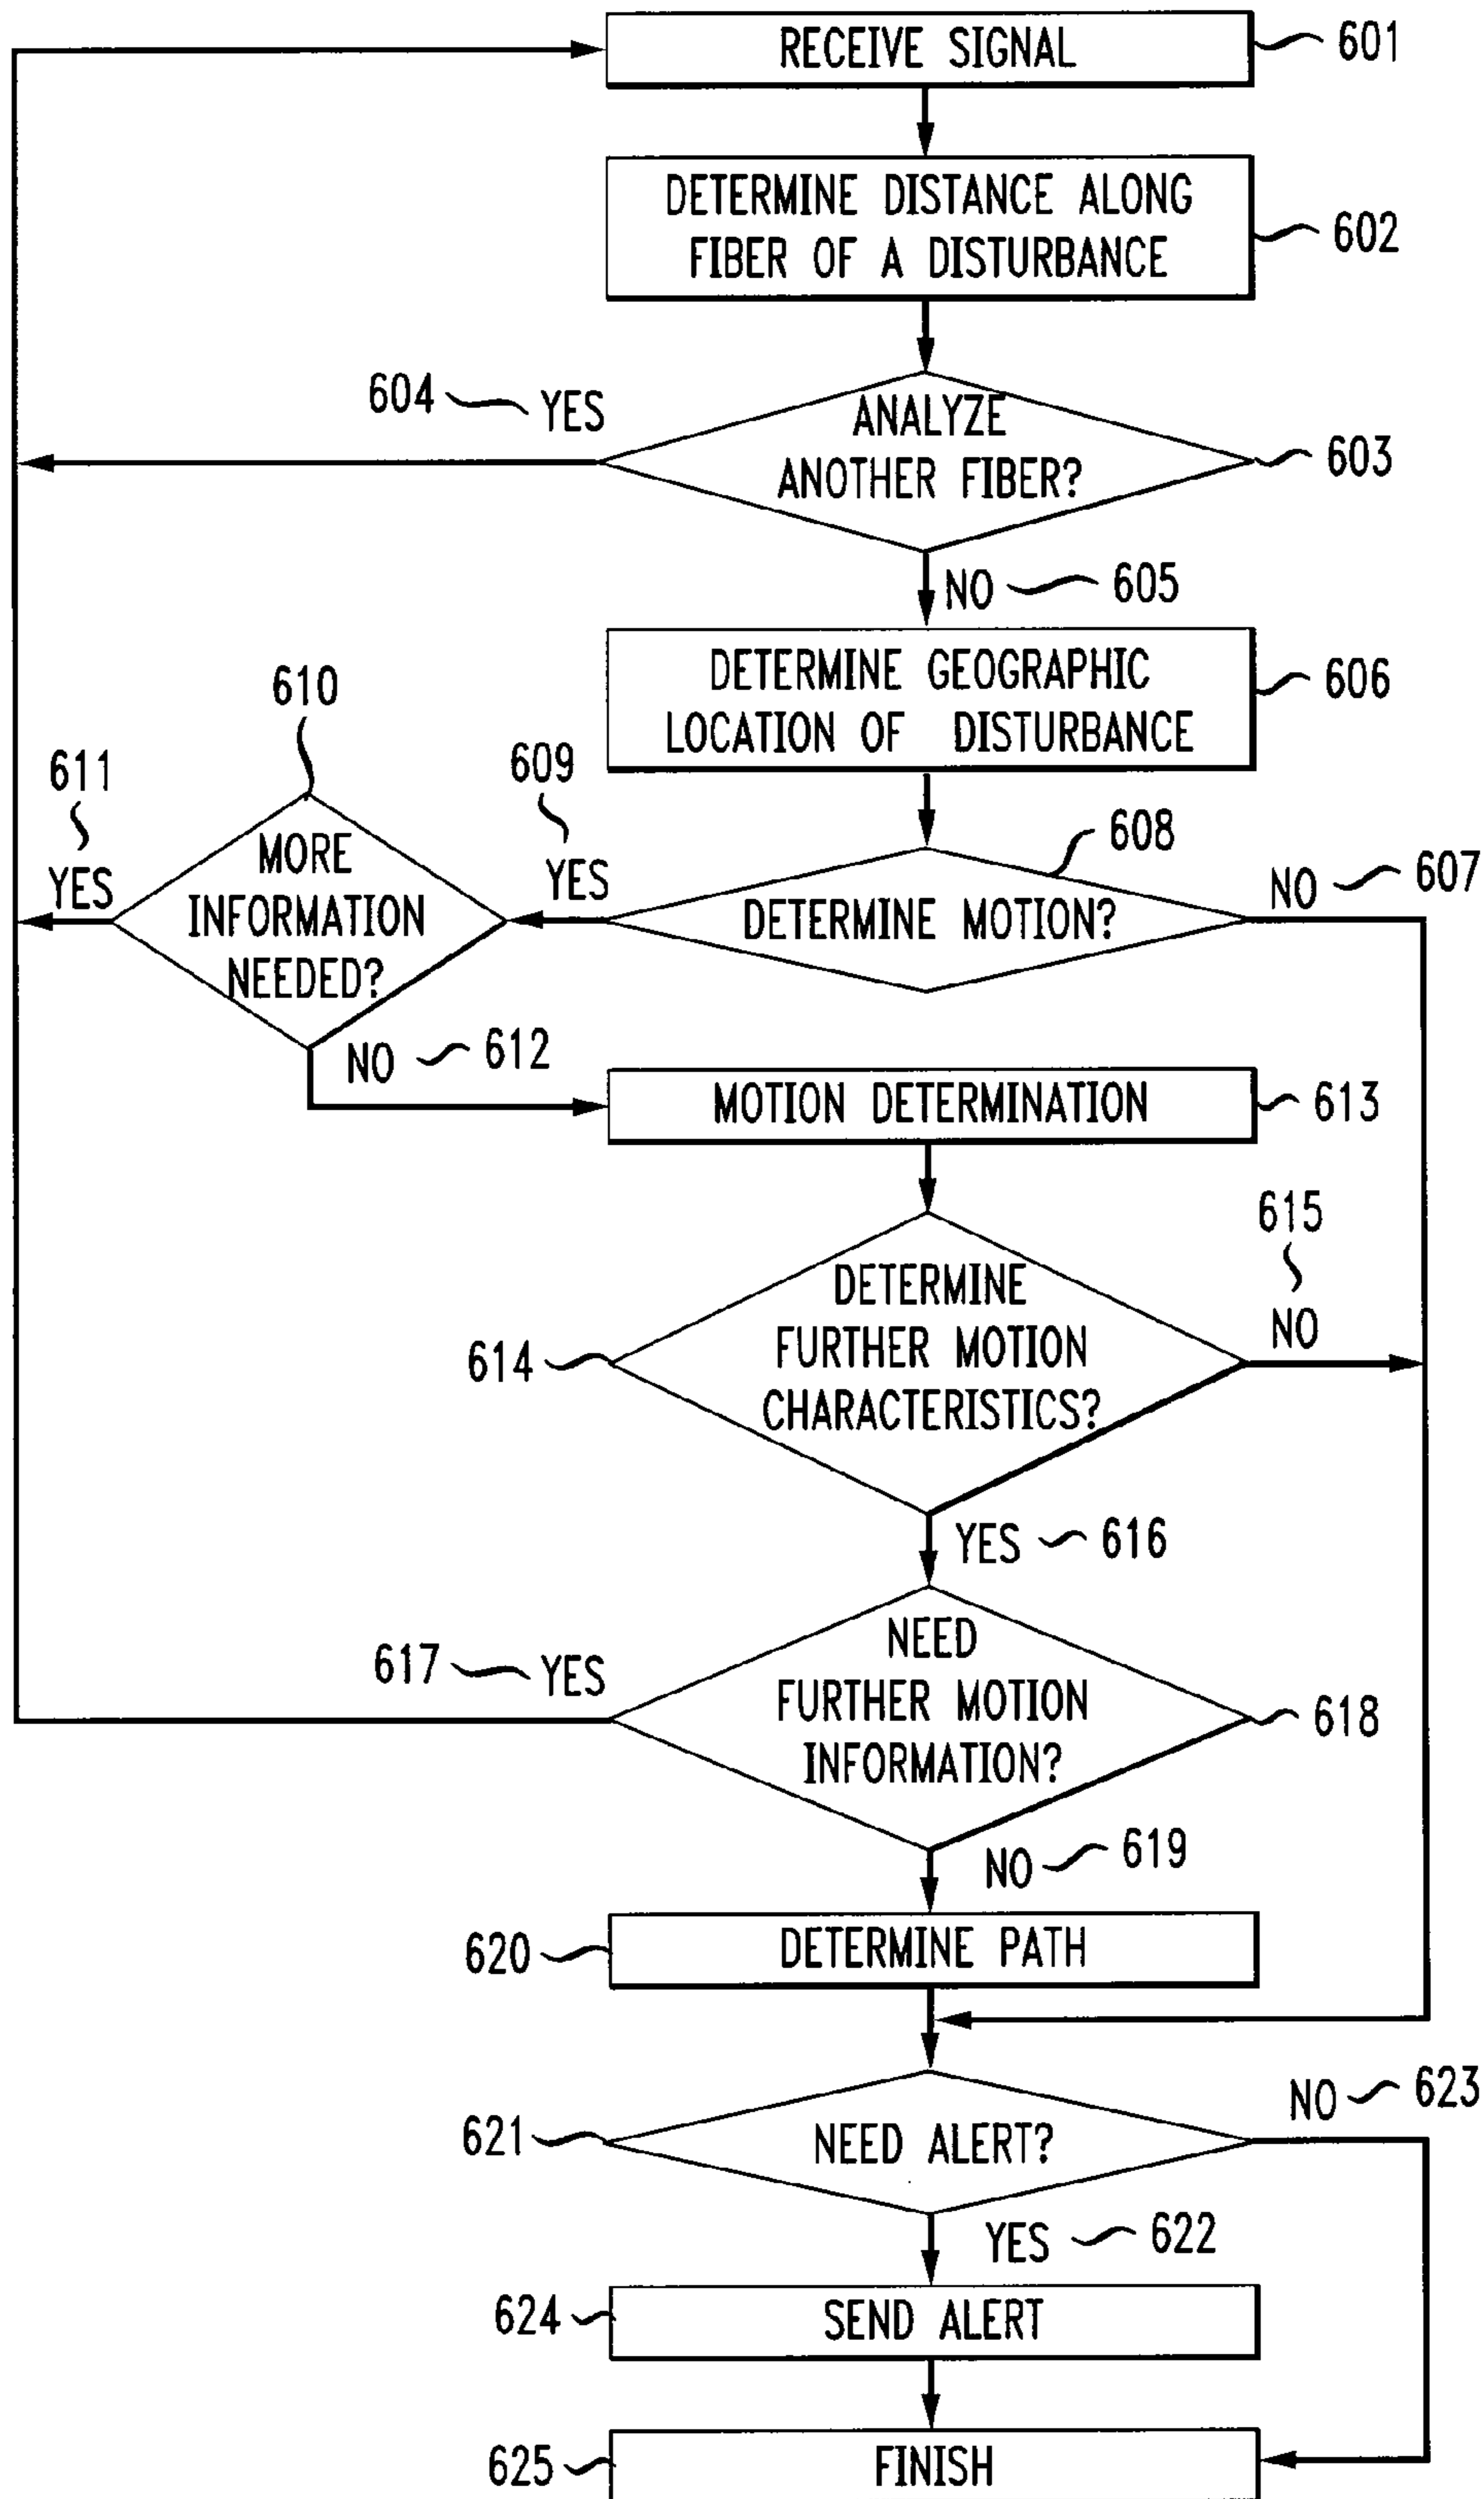 RECEIVE SIGNAL
601
DETERMINE DISTANCE ALONG
FIBER OF A DISTURBANCE
602
604
YES
ANALYZE
ANOTHER FIBER?
603
NO
605
DETERMINE GEOGRAPHIC
LOCATION OF DISTURBANCE
606
610
611
YES
MORE
INFORMATION
NEEDED?
609
YES
608
DETERMINE MOTION?
NO
607
NO
612
MOTION DETERMINATION
613
614
DETERMINE
FURTHER MOTION
CHARACTERISTICS?
615
NO
YES
616
617
YES
NEED
FURTHER MOTION
INFORMATION?
618
NO
619
620
DETERMINE PATH
621
NEED ALERT?
NO
623
YES
622
624
SEND ALERT
625
FINISH